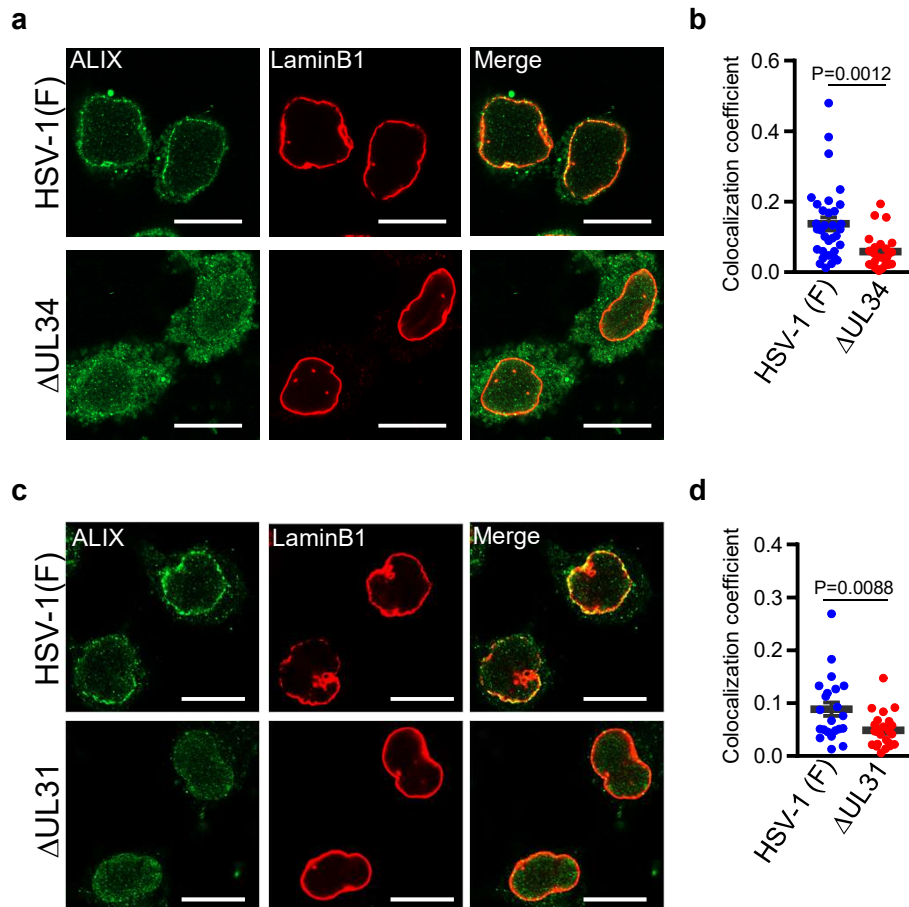 a
ALIX
LaminB1
Merge
HSV-1(F)
ΔUL34
b
0.6
0.4
0.2
0.0
Colocalization coefficient
P=0.0012
HSV-1 (F)
ΔUL34
c
ALIX
LaminB1
Merge
HSV-1(F)
ΔUL31
d
0.4
0.3
0.2
0.1
0.0
Colocalization coefficient
P=0.0088
HSV-1 (F)
ΔUL31